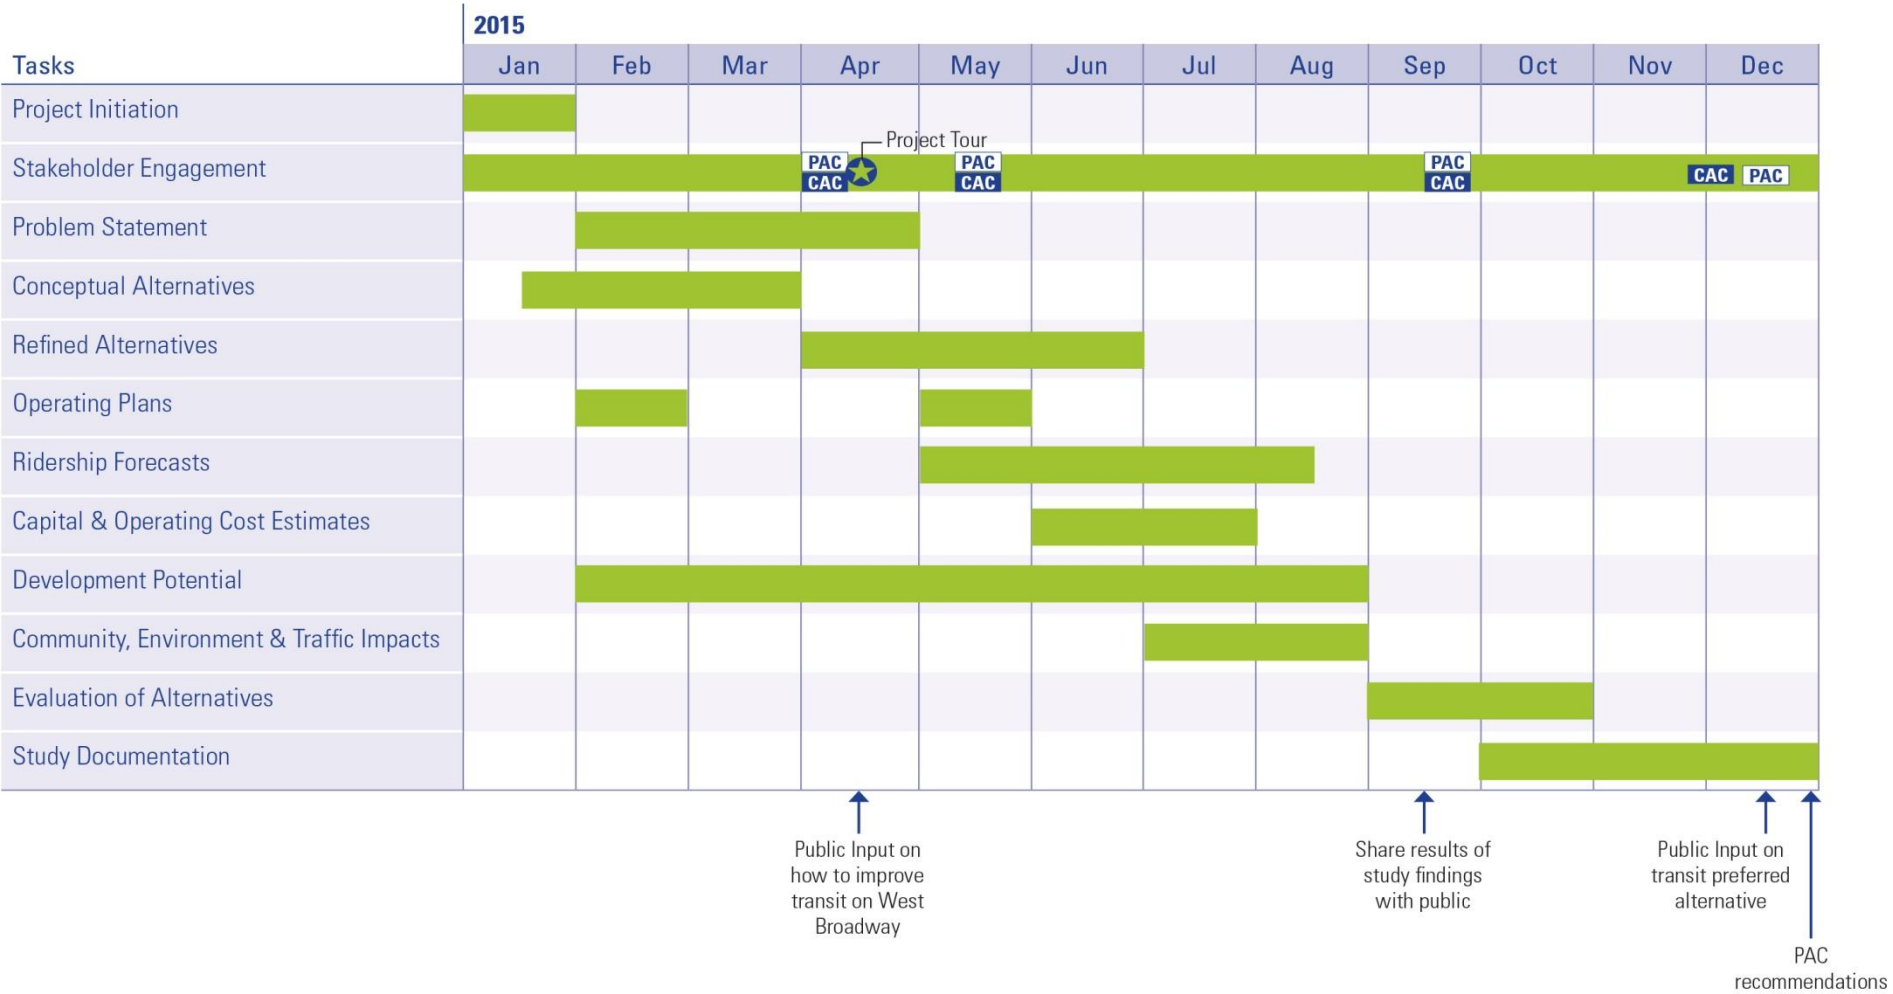 2015
Tasks Jan Feb Mar Apr May Jun Jul Aug Sep Oct Nov Dec
Project Initiation
Project Tour
Stakeholder Engagement PAC PAC PAC
CAC CAC CAC CAC PAC
Problem Statement
Conceptual Alternatives
Refined Alternatives
Operating Plans
Ridership Forecasts
Capital & Operating Cost Estimates
Development Potential
Community, Environment & Traffic Impacts
Evaluation of Alternatives
Study Documentation
Public Input on
how to improve
transit on West
Broadway
Share results of
study findings
with public
Public Input on
transit preferred
alternative
PAC
recommendations